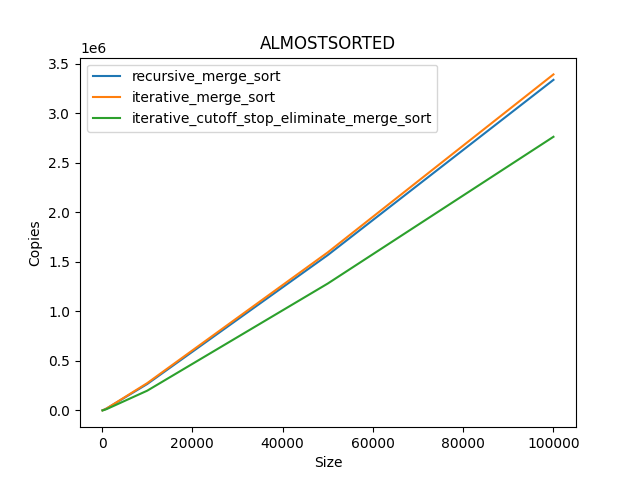 ALMOSTSORTED
1e6
recursive_merge_sort
iterative_merge_sort
iterative_cutoff_stop_eliminate_merge_sort
3.5
3.0
2.5
2.0
1.5
1.0
0.5
0.0
Copies
0 20000 40000 60000 80000 100000
Size